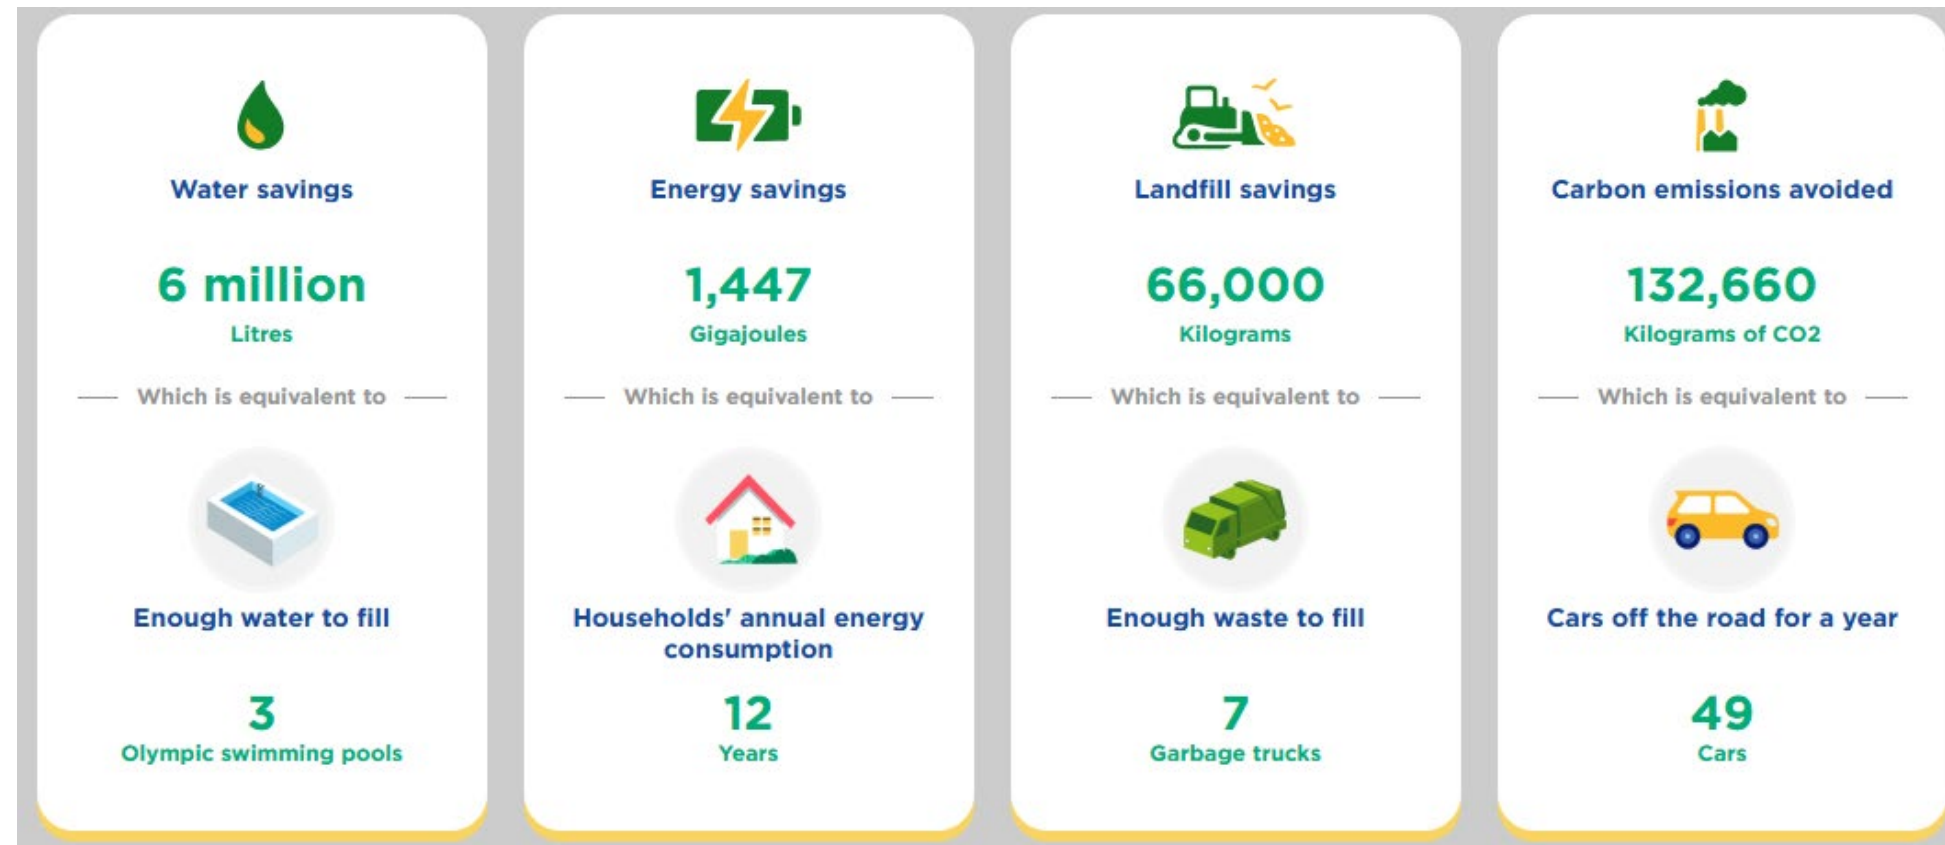 Water savings
6 million
Litres
Which is equivalent to
Enough water to fill
3
Olympic swimming pools
Energy savings
1,447
Gigajoules
Which is equivalent to
Households' annual energy
consumption
12
Years
Landfill savings
66,000
Kilograms
Which is equivalent to
Enough waste to fill
7
Garbage trucks
Carbon emissions avoided
132,660
Kilograms of CO2
Which is equivalent to
Cars off the road for a year
49
Cars